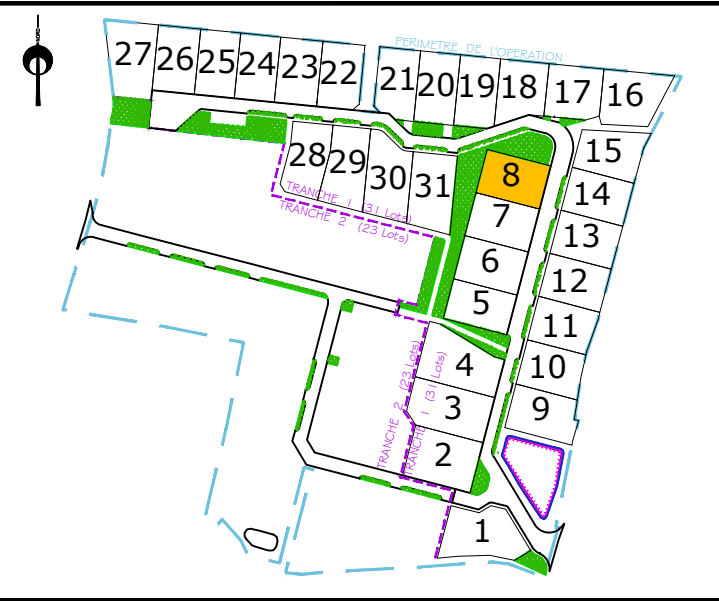 PERIMETRE DE L'OPERATION
27 26 25 24 23 22 21 20 19 18 17 16
28 29 30 31
8
15
7
14
TRANCHE 1 (31 Lots)
TRANCHE 2 (23 Lots)
6
13
5
12
11
4
10
3
9
2
TRANCHE 2 (23 Lots)
TRANCHE 1 (31 Lots)
1